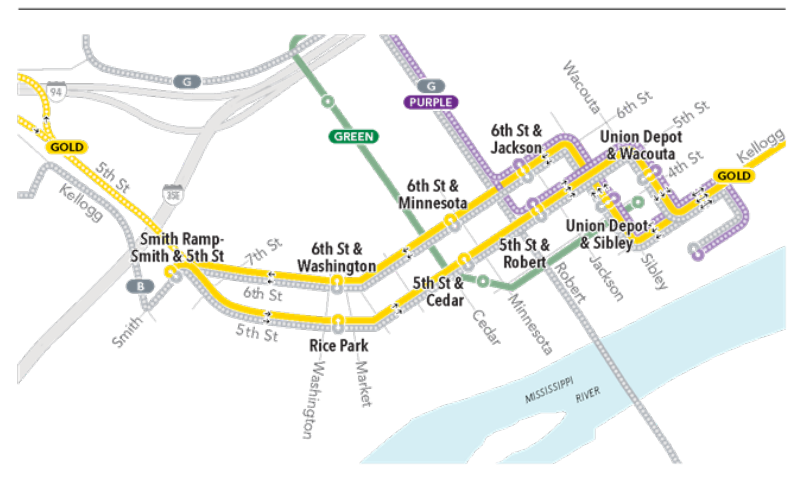 G
94
G
PURPLE
Wacouta
6th St
5th St
GREEN
6th St &
Jackson
Union Depot
& Wacouta
Kellogg
GOLD
4th St
5th St
Kellogg
35E
6th St &
Minnesota
GOLD
Smith Ramp-
Smith & 5th St
7th St
6th St &
Washington
5th St &
Robert
Union Depot-
& Sibley
B
6th St
5th St &
Cedar
Robert
Jackson
Sibley
Smith
5th St
Rice Park
Cedar
Minnesota
Washington
Market
MISSISSIPPI
RIVER